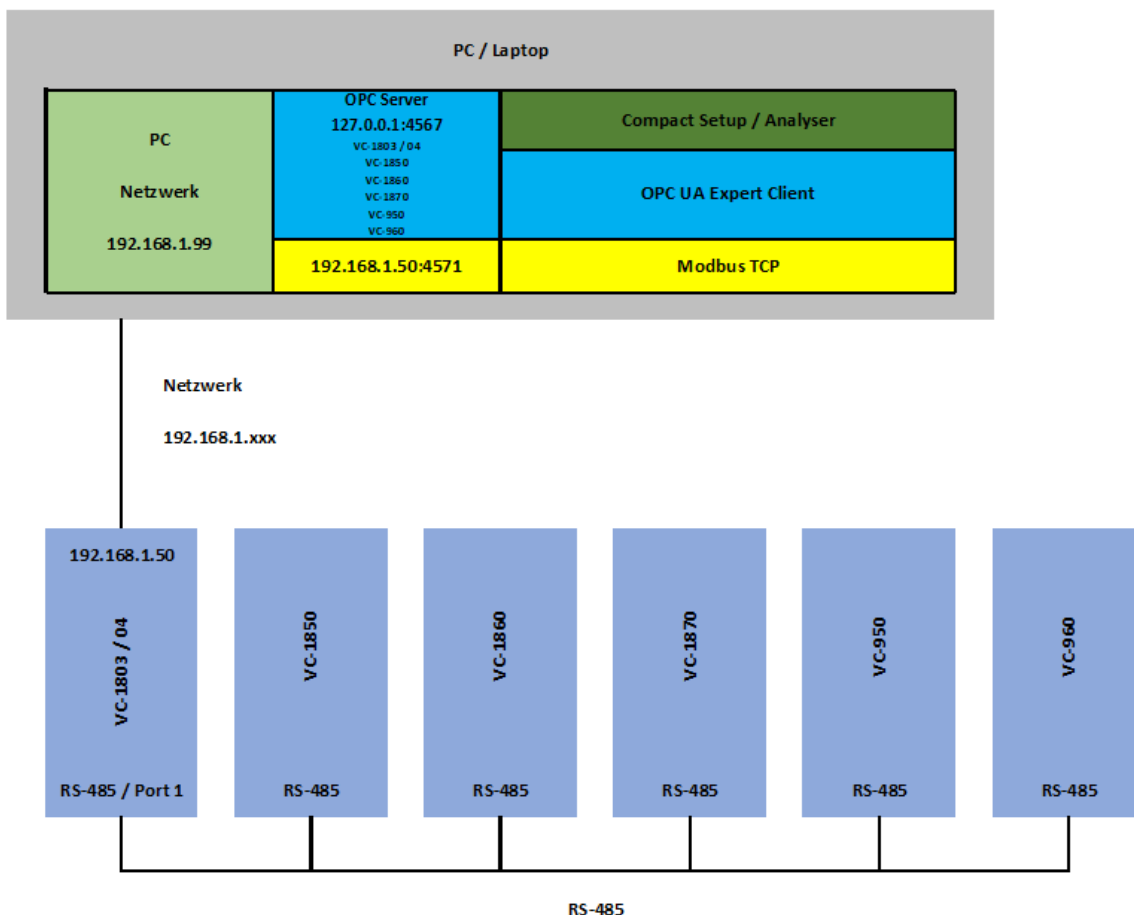 PC / Laptop
PC
Netzwerk
192.168.1.99
OPC Server
127.0.0.1:4567
VC-1803 / 04
VC-1850
VC-1860
VC-1870
VC-950
VC-960
192.168.1.50:4571
Compact Setup / Analyser
OPC UA Expert Client
Modbus TCP
Netzwerk
192.168.1.xxx
192.168.1.50
VC-1803 / 04
RS-485 / Port 1
VC-1850
RS-485
VC-1860
RS-485
VC-1870
RS-485
VC-950
RS-485
VC-960
RS-485
RS-485